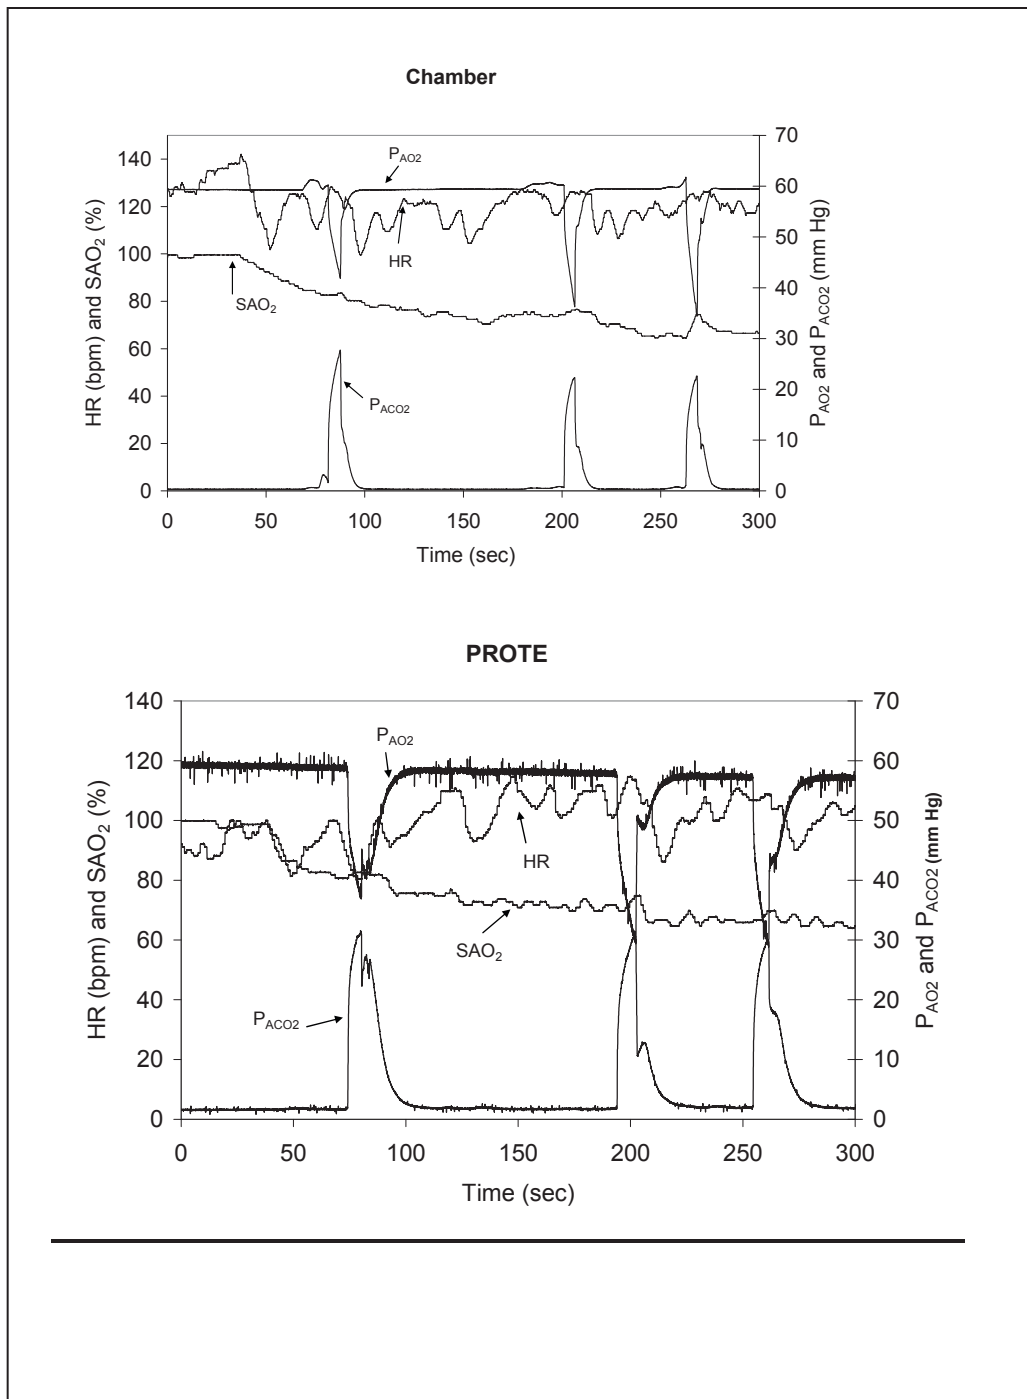 Chamber
HR (bpm) and SAO2 (%)
PAO2 and PACO2 (mm Hg)
140
120
100
80
60
40
20
0
70
60
50
40
30
20
10
0
PAO2
HR
SAO2
PACO2
0 50 100 150 200 250 300
Time (sec)
PROTE
HR (bpm) and SAO2 (%)
PAO2 and PACO2 (mm Hg)
140
120
100
80
60
40
20
0
70
60
50
40
30
20
10
0
PAO2
HR
SAO2
PACO2
0 50 100 150 200 250 300
Time (sec)